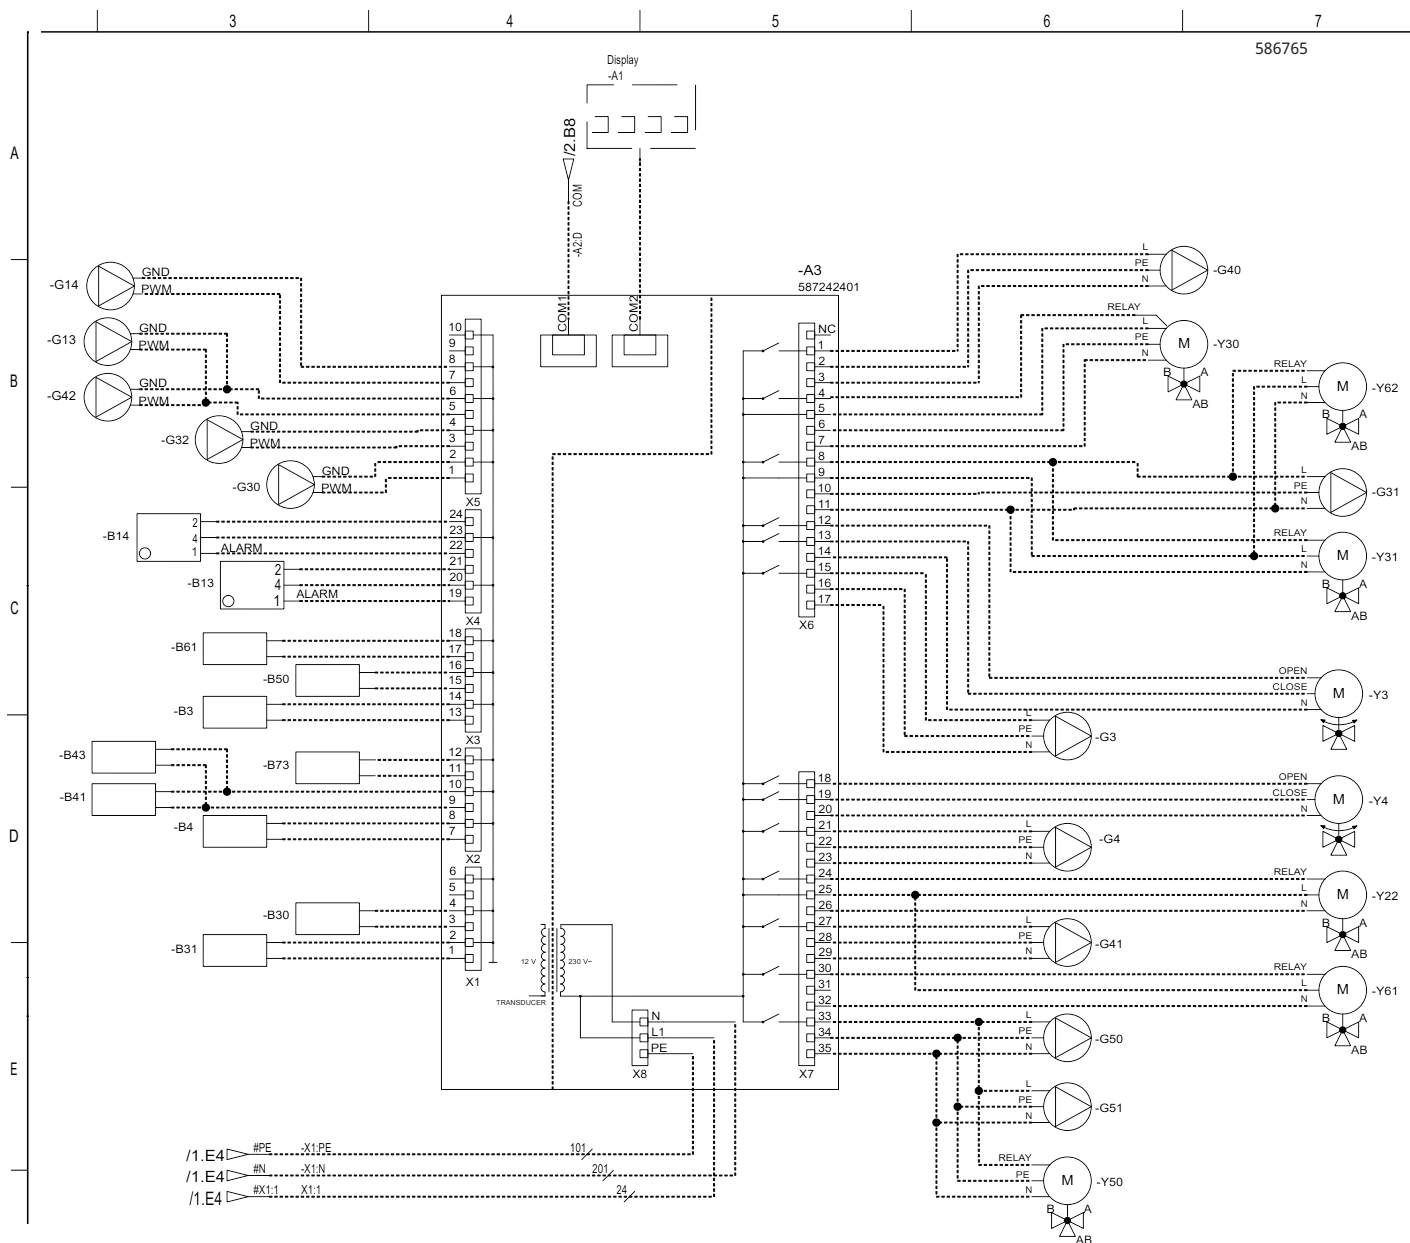 3 4 5 6 7
586765
Display
-A1
/2.B8
COM
-A2:D
A
B
C
D
E
-A3
587242401
COM1
COM2
-G14
GND
PWM
-G13
GND
PWM
-G42
GND
PWM
-G32
GND
PWM
-G30
GND
PWM
10
9
8
7
6
5
4
3
2
1
X5
-B14
2
4
1
ALARM
-B13
2
4
1
ALARM
24
23
22
21
20
19
X4
-B61
-B50
-B3
18
17
16
15
14
13
X3
-B43
-B73
-B41
-B4
12
11
10
9
8
7
X2
-B30
-B31
6
5
4
3
2
1
X1
12 V
230 V~
TRANSDUCER
N
L1
PE
X8
NC
1
2
3
4
5
6
7
8
9
10
11
12
13
14
15
16
17
X6
18
19
20
21
22
23
24
25
26
27
28
29
30
31
32
33
34
35
X7
L
PE
N
-G40
RELAY
L
PE
N
M
-Y30
B
A
AB
RELAY
L
N
M
-Y62
B
A
AB
L
PE
N
-G31
RELAY
L
N
M
-Y31
B
A
AB
OPEN
CLOSE
N
M
-Y3
L
PE
N
-G3
OPEN
CLOSE
N
M
-Y4
L
PE
N
-G4
RELAY
L
N
M
-Y22
B
A
AB
L
PE
N
-G41
RELAY
L
N
M
-Y61
B
A
AB
L
PE
N
-G50
L
PE
N
-G51
RELAY
PE
N
M
-Y50
B
A
AB
/1.E4 #PE -X1:PE 101
/1.E4 #N -X1:N 201
/1.E4 #X1:1 X1:1 24